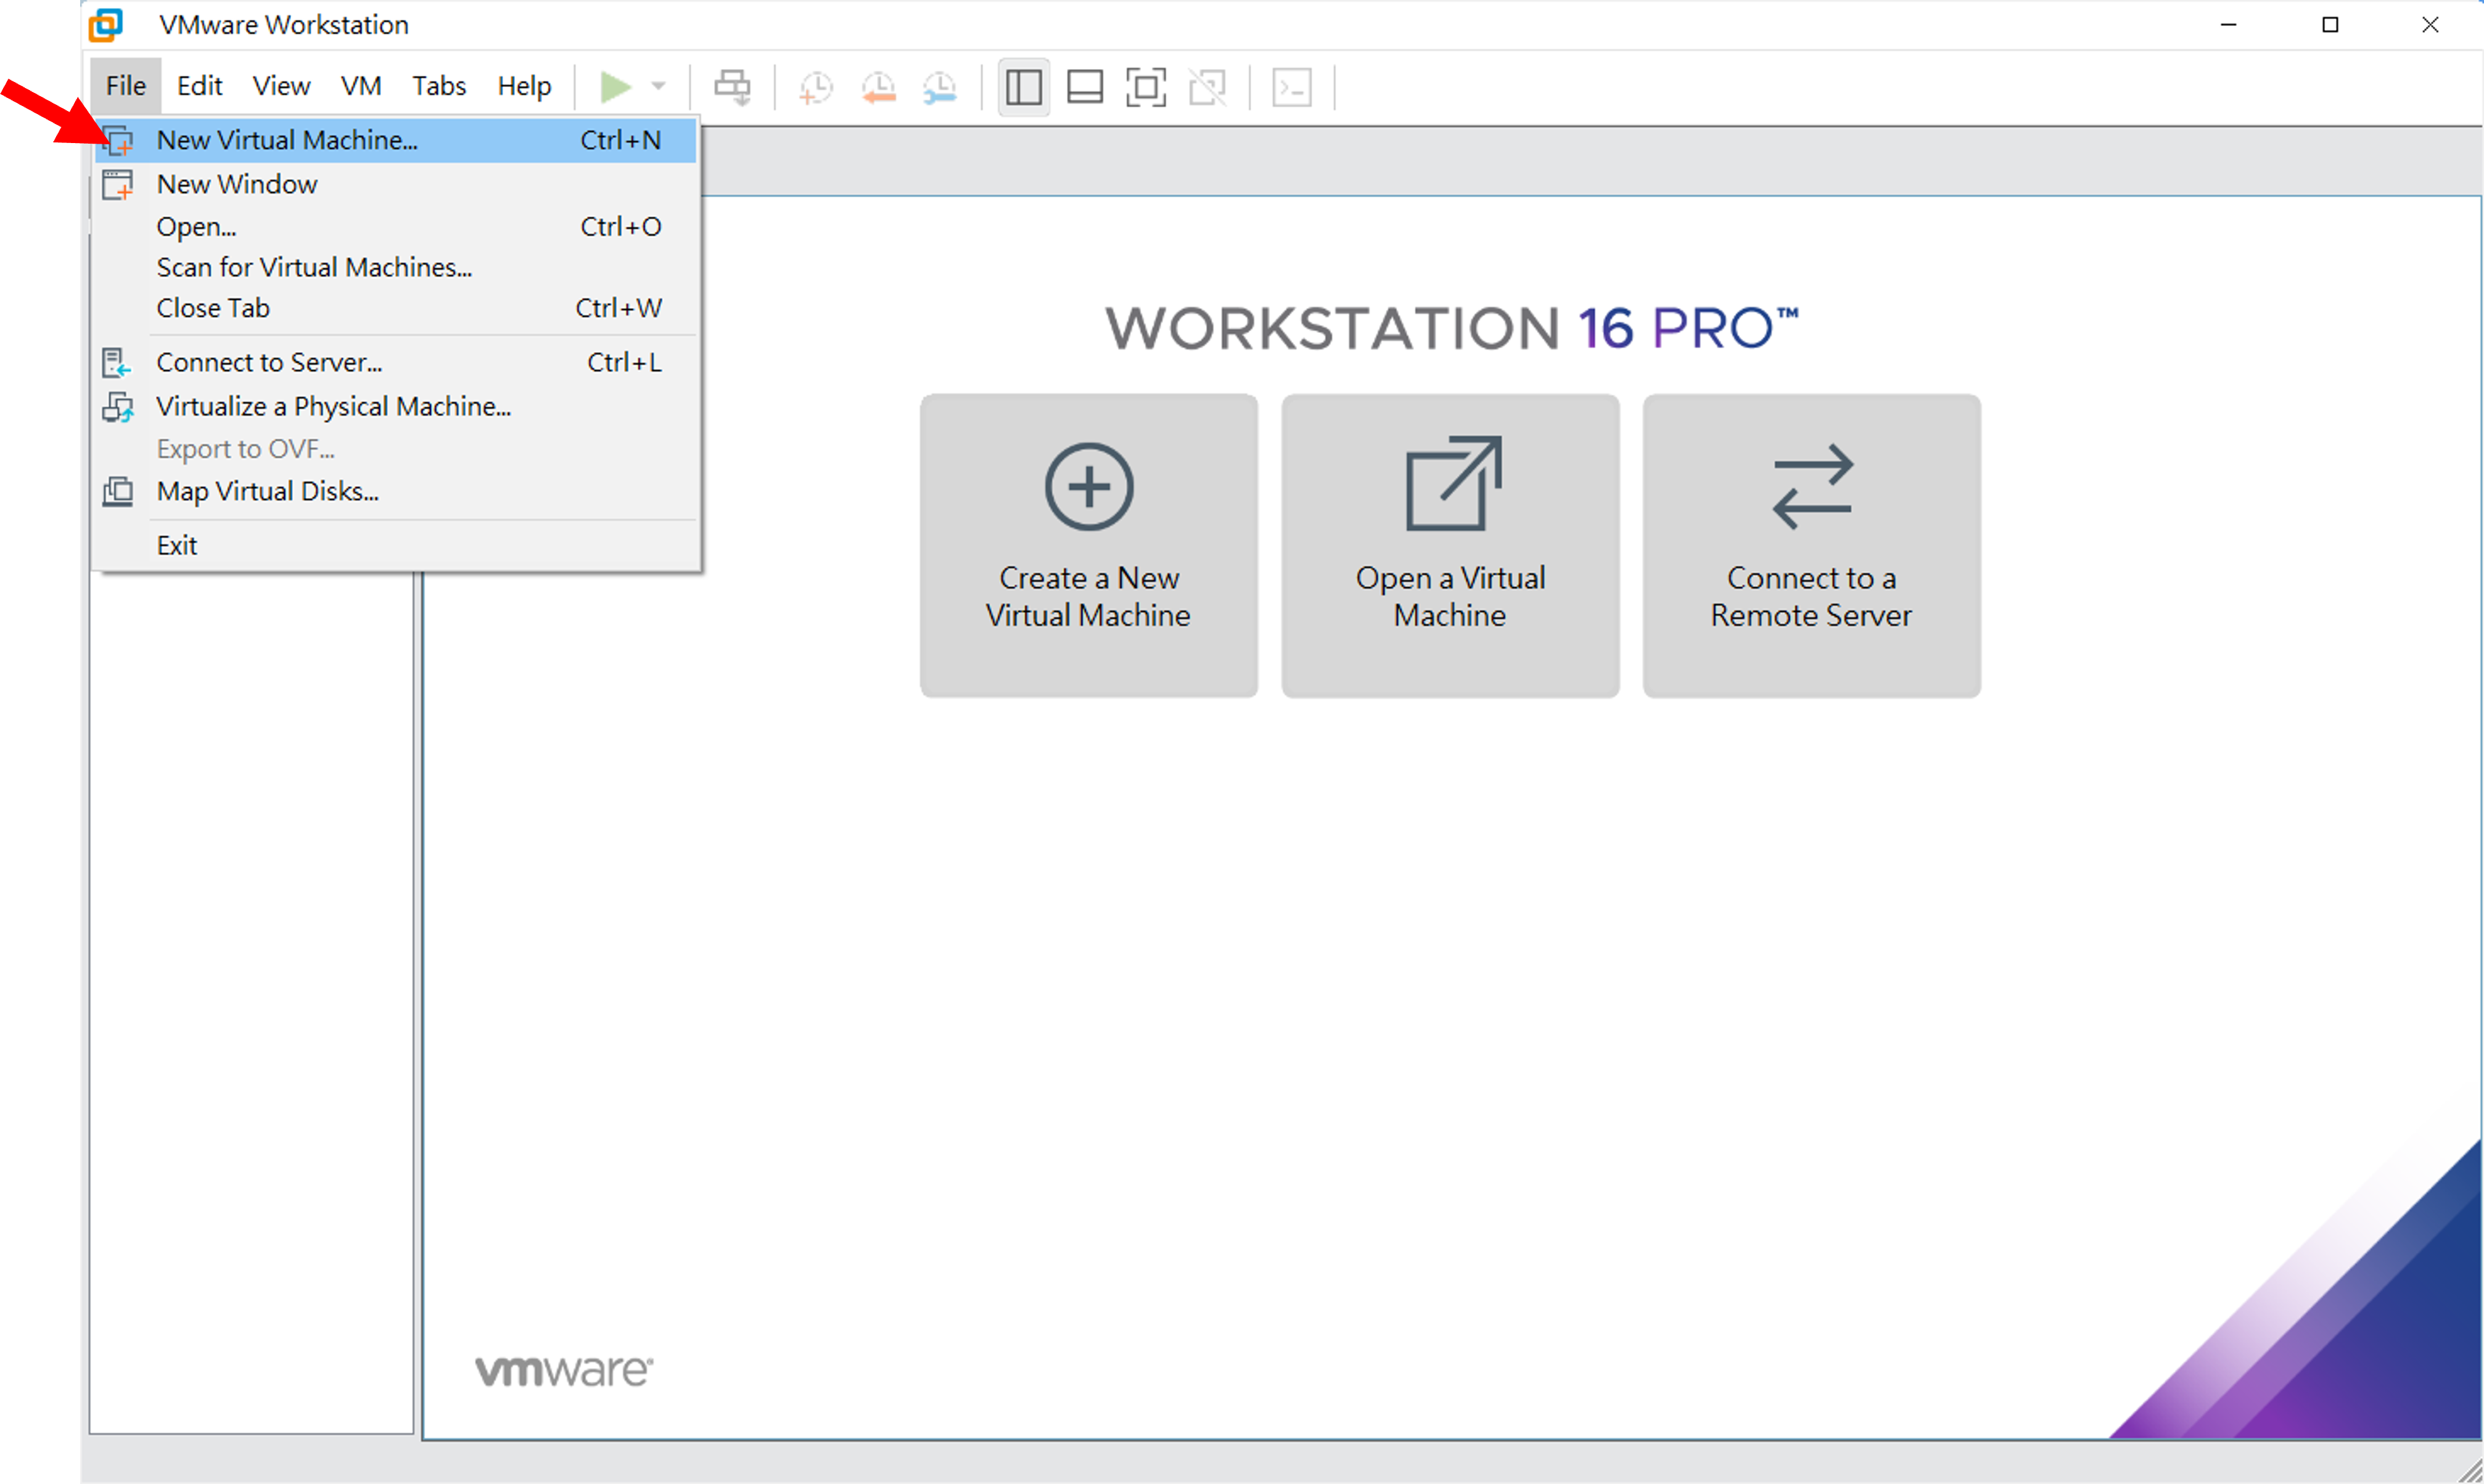 VMware Workstation
File Edit View VM Tabs Help
New Virtual Machine... Ctrl+N
New Window
Open... Ctrl+O
Scan for Virtual Machines...
Close Tab Ctrl+W
Connect to Server... Ctrl+L
Virtualize a Physical Machine...
Export to OVF...
Map Virtual Disks...
Exit
WORKSTATION 16 PRO™
Create a New
Virtual Machine
Open a Virtual
Machine
Connect to a
Remote Server
vmware®